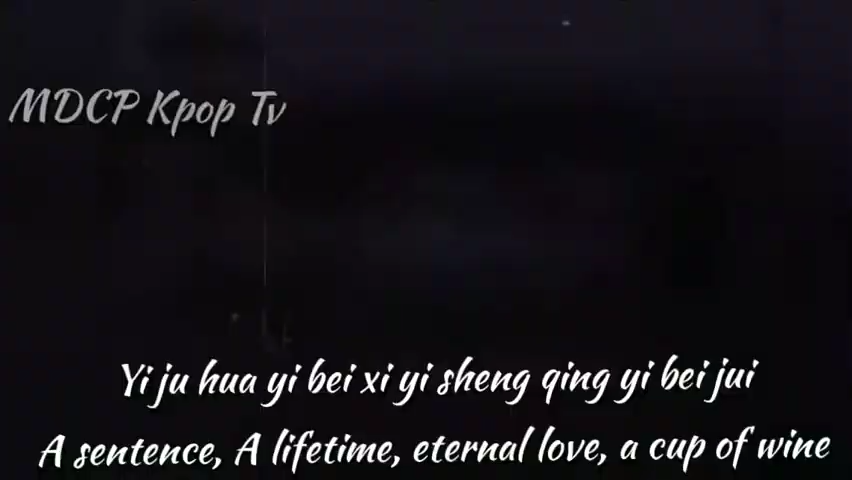 MDCP Kpop Tv
Yi ju hua yi bei xi yi sheng qing yi bei jui
A sentence, A lifetime, eternal love, a cup of wine